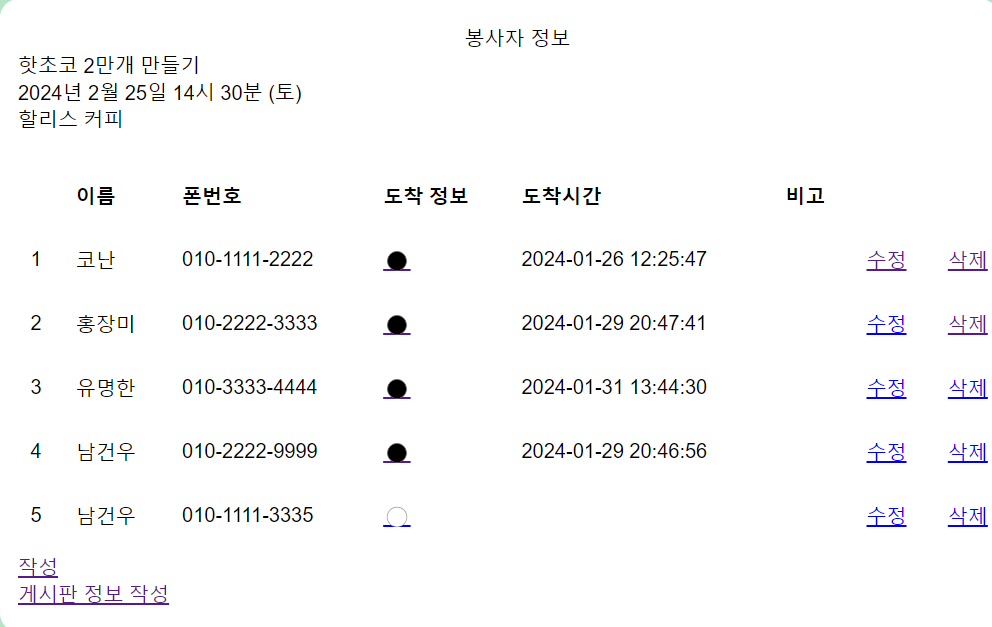 봉사자 정보
핫초코 2만개 만들기
2024년 2월 25일 14시 30분 (토)
할리스 커피
이름 폰번호 도착 정보 도착시간 비고
1 코난 010-1111-2222 2024-01-26 12:25:47 수정 삭제
2 홍장미 010-2222-3333 2024-01-29 20:47:41 수정 삭제
3 유명한 010-3333-4444 2024-01-31 13:44:30 수정 삭제
4 남건우 010-2222-9999 2024-01-29 20:46:56 수정 삭제
5 남건우 010-1111-3335 수정 삭제
작성
게시판 정보 작성